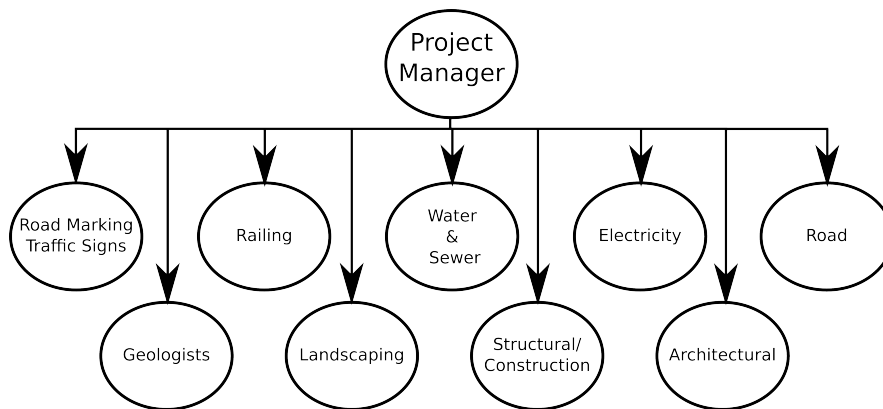 Project
Manager
Road Marking
Traffic Signs
Railing
Water
&
Sewer
Electricity
Road
Geologists
Landscaping
Structural/
Construction
Architectural